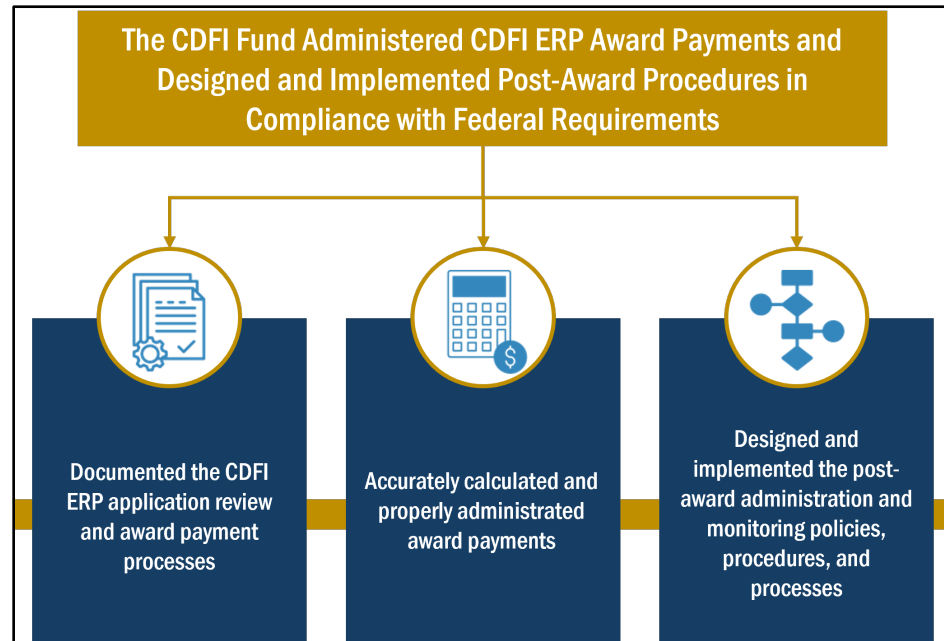 The CDFI Fund Administered CDFI ERP Award Payments and
Designed and Implemented Post-Award Procedures in
Compliance with Federal Requirements
$
Documented the CDFI
ERP application review
and award payment
processes
Accurately calculated and
properly administrated
award payments
Designed and
implemented the post-
award administration and
monitoring policies,
procedures, and
processes